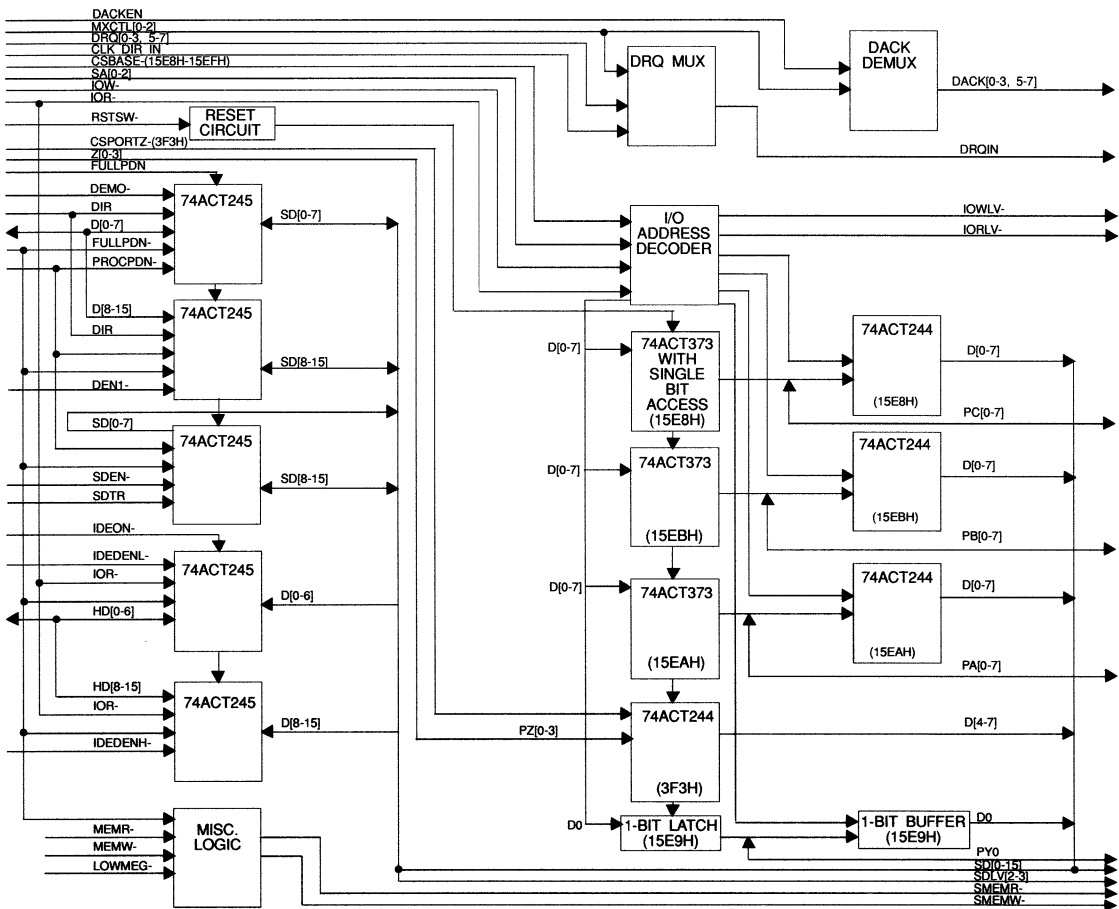 DACKEN
MXCTL[0-2]
DRQ[0-3, 5-7]
CLK DIR IN
CSBASE-(15E8H-15EFH)
SA[0-2]
IOW-
IOR-
RSTSW-
RESET
CIRCUIT
CSPORTZ-(3F3H)
Z[0-3]
FULLPDN
DRQ MUX
DACK
DEMUX
DACK[0-3, 5-7]
DRQIN
DEMO-
DIR
D[0-7]
FULLPDN-
PROCPDN-
74ACT245
SD[0-7]
I/O
ADDRESS
DECODER
IOWLV-
IORLV-
D[8-15]
DIR
DEN1-
74ACT245
SD[8-15]
D[0-7]
74ACT373
WITH
SINGLE
BIT
ACCESS
(15E8H)
74ACT244
(15E8H)
D[0-7]
PC[0-7]
SD[0-7]
SDEN-
SDTR
74ACT245
SD[8-15]
D[0-7]
74ACT373
(15EBH)
74ACT244
(15EBH)
D[0-7]
PB[0-7]
IDEON-
IDEDENL-
IOR-
HD[0-6]
74ACT245
D[0-6]
D[0-7]
74ACT373
(15EAH)
74ACT244
(15EAH)
D[0-7]
PA[0-7]
HD[8-15]
IOR-
IDEDENH-
74ACT245
D[8-15]
PZ[0-3]
74ACT244
(3F3H)
D[4-7]
MEMR-
MEMW-
LOWMEG-
MISC.
LOGIC
D0
1-BIT LATCH
(15E9H)
1-BIT BUFFER
(15E9H)
D0
PY0
SD[0-15]
SDLV[2-3]
SMEMR-
SMEMW-